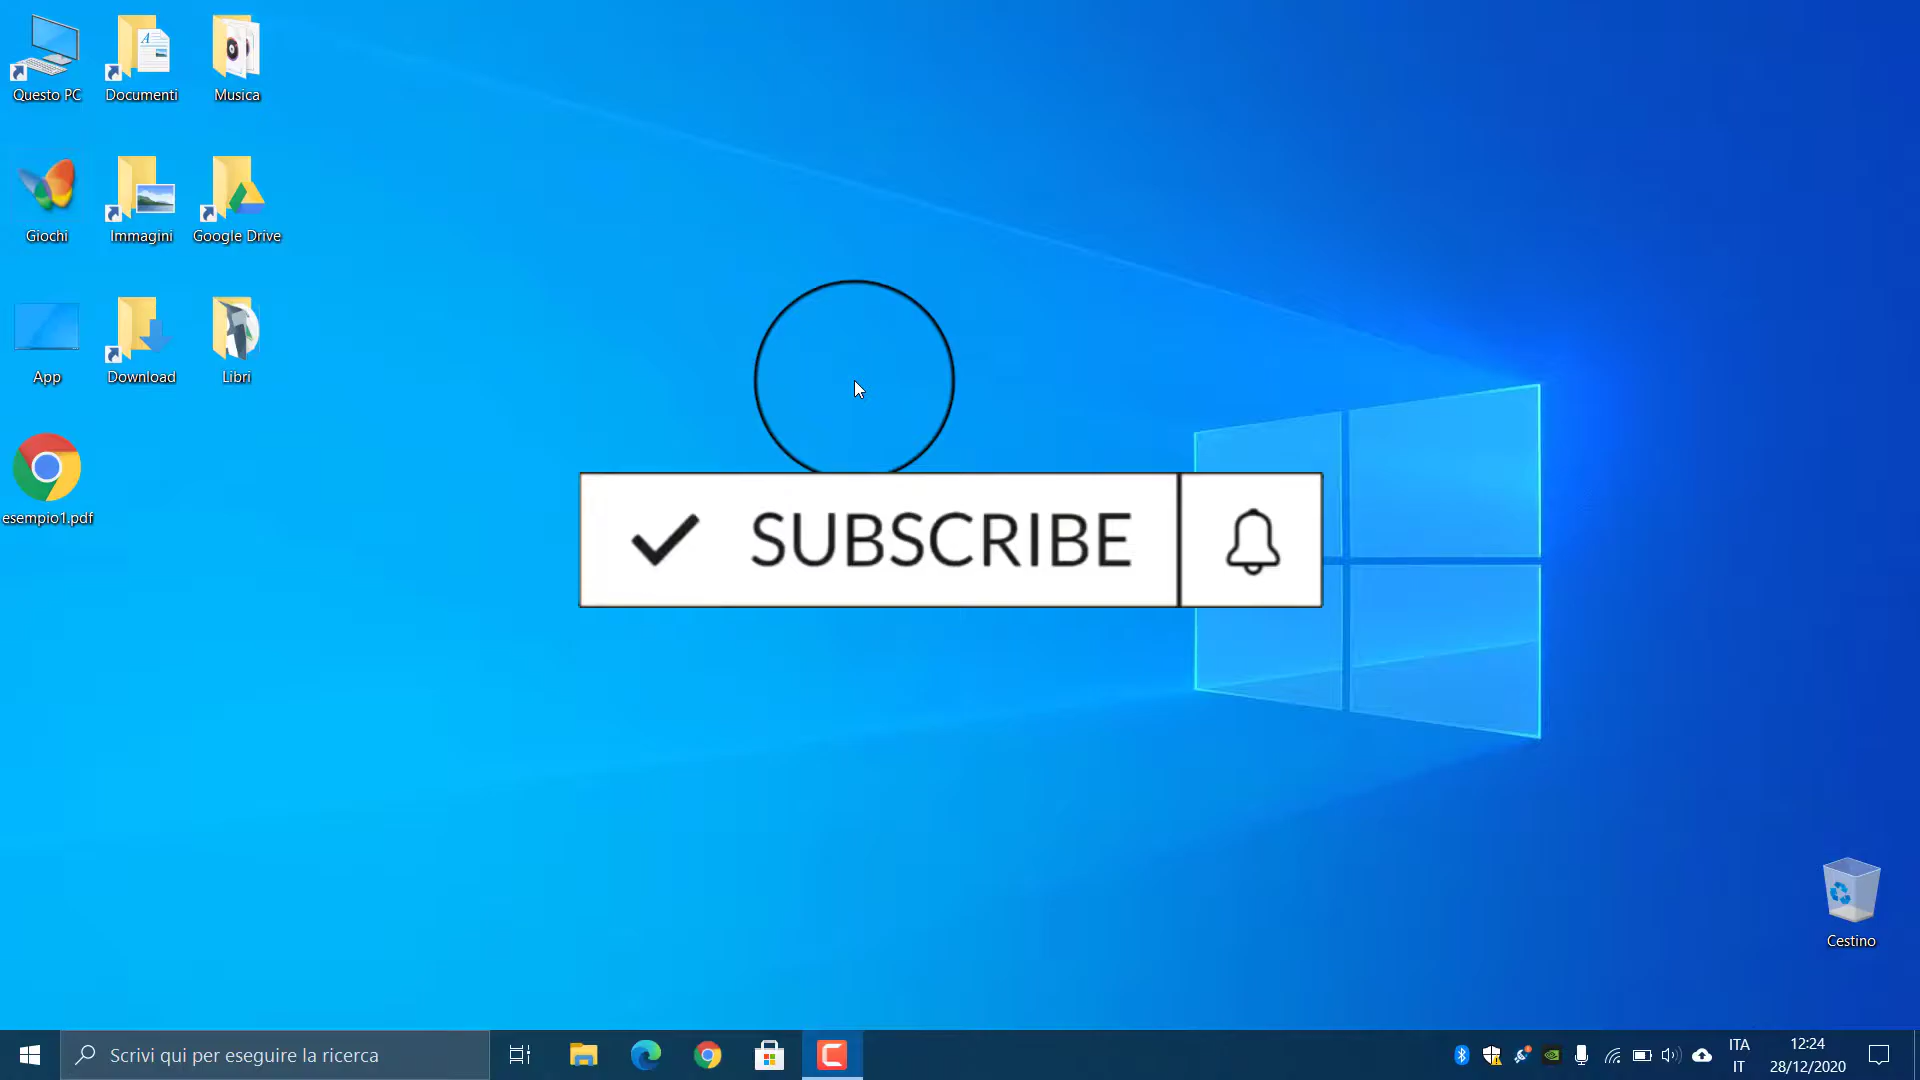 Questo PC
Documenti
Musica
Giochi
Immagini
Google Drive
App
Download
Libri
esempio1.pdf
SUBSCRIBE
Cestino
Scrivi qui per eseguire la ricerca
ITA
IT
12:24
28/12/2020